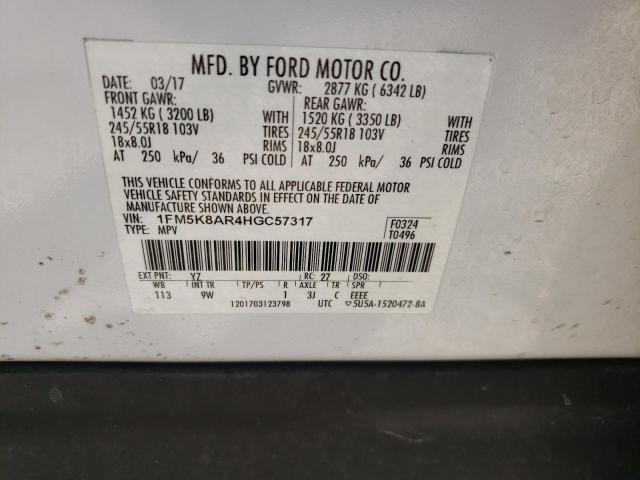 MFD. BY FORD MOTOR CO.
DATE: 03/17 GVWR: 2877 KG ( 6342 LB)
FRONT GAWR: REAR GAWR:
1452 KG ( 3200 LB) WITH 1520 KG ( 3350 LB) WITH
245/55R18 103V TIRES 245/55R18 103V TIRES
18x8.0J RIMS 18x8.0J RIMS
AT 250 kPa/ 36 PSI COLD AT 250 kPa/ 36 PSI COLD
THIS VEHICLE CONFORMS TO ALL APPLICABLE FEDERAL MOTOR
VEHICLE SAFETY STANDARDS IN EFFECT ON THE DATE OF
MANUFACTURE SHOWN ABOVE.
VIN: 1FM5K8AR4HGC57317 F0324
TYPE: MPV T0496
EXT PNT: YZ RC: 27 DSO:
WB INT TR TP/PS R AXLE TR SPR
113 9W 1 3J C EEEE
1201703123798 UTC ▽5U5A-1520472-BA